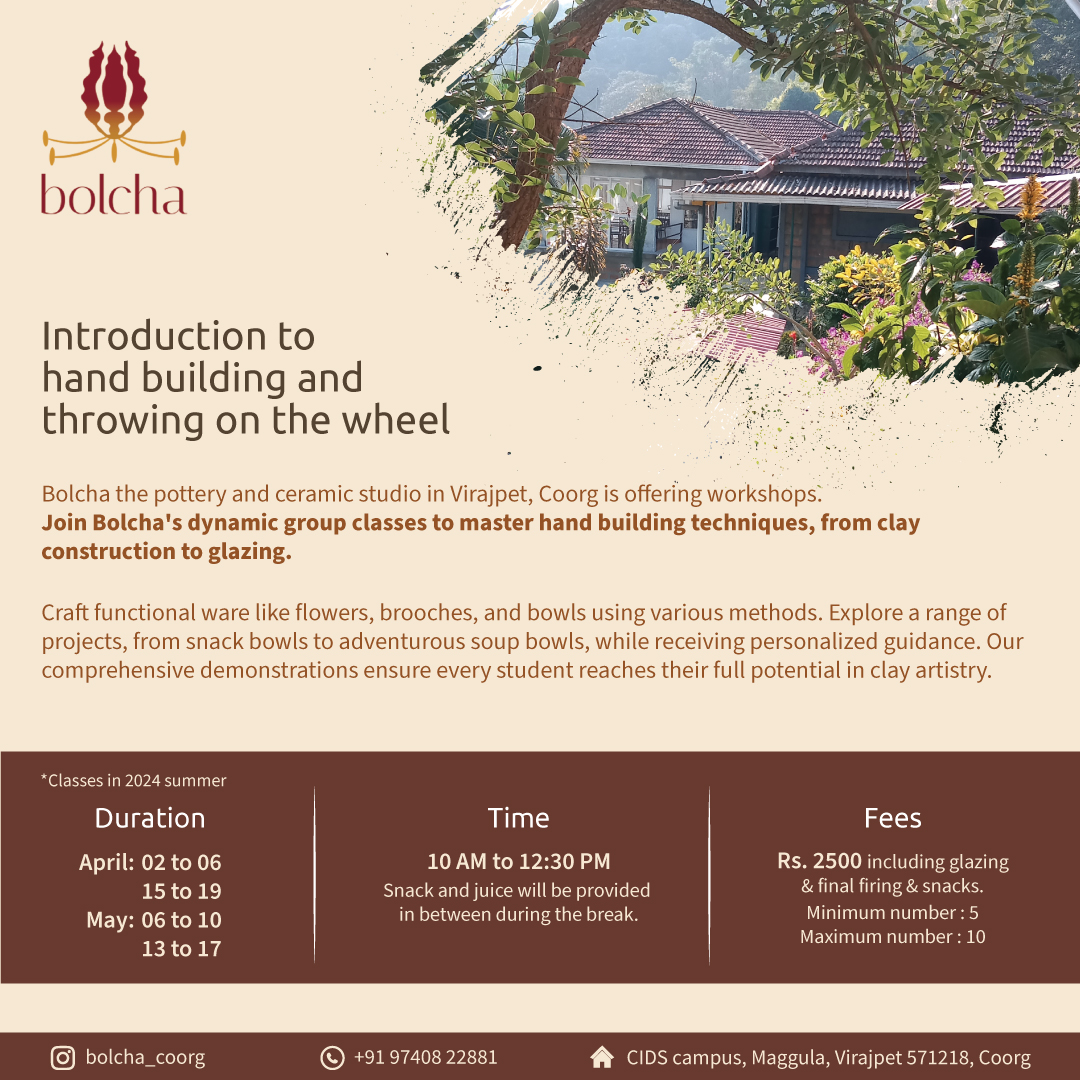 bolcha
Introduction to
hand building and
throwing on the wheel
Bolcha the pottery and ceramic studio in Virajpet, Coorg is offering workshops.
Join Bolcha's dynamic group classes to master hand building techniques, from clay
construction to glazing.
Craft functional ware like flowers, brooches, and bowls using various methods. Explore a range of
projects, from snack bowls to adventurous soup bowls, while receiving personalized guidance. Our
comprehensive demonstrations ensure every student reaches their full potential in clay artistry.
*Classes in 2024 summer
Duration
April: 02 to 06
15 to 19
May: 06 to 10
13 to 17
Time
10 AM to 12:30 PM
Snack and juice will be provided
in between during the break.
Fees
Rs. 2500 including glazing
& final firing & snacks.
Minimum number : 5
Maximum number : 10
bolcha_coorg
+91 97408 22881
CIDS campus, Maggula, Virajpet 571218, Coorg